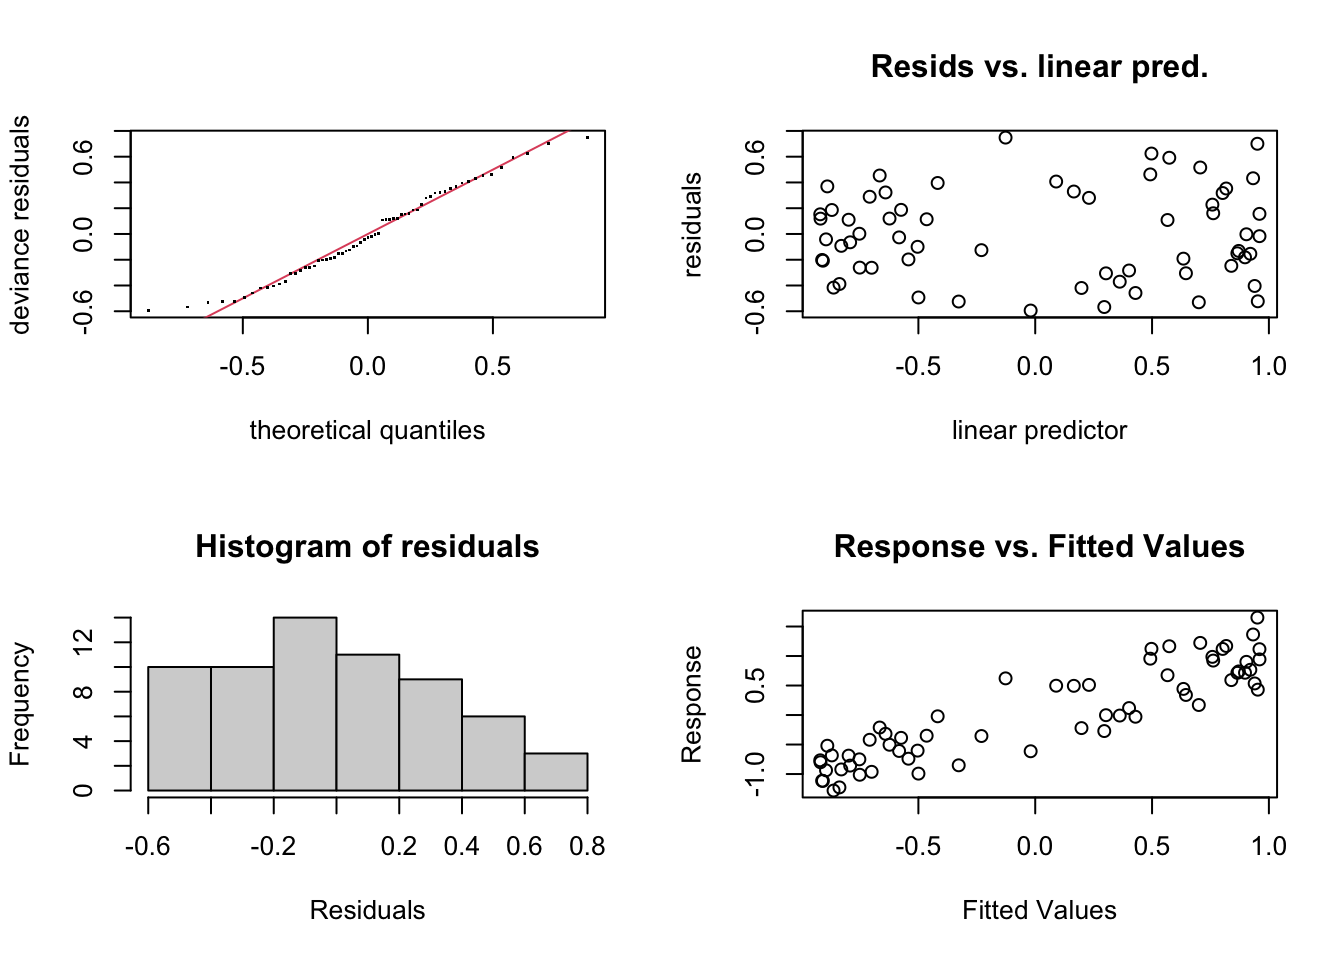 deviance residuals
0.6
0.0
-0.6
-0.5
0.0
0.5
theoretical quantiles
Resids vs. linear pred.
residuals
0.6
0.0
-0.6
-0.5
0.0
0.5
1.0
linear predictor
Histogram of residuals
Frequency
12
8
4
0
-0.6
-0.2
0.2
0.4
0.6
0.8
Residuals
Response vs. Fitted Values
Response
0.5
-1.0
-0.5
0.0
0.5
1.0
Fitted Values